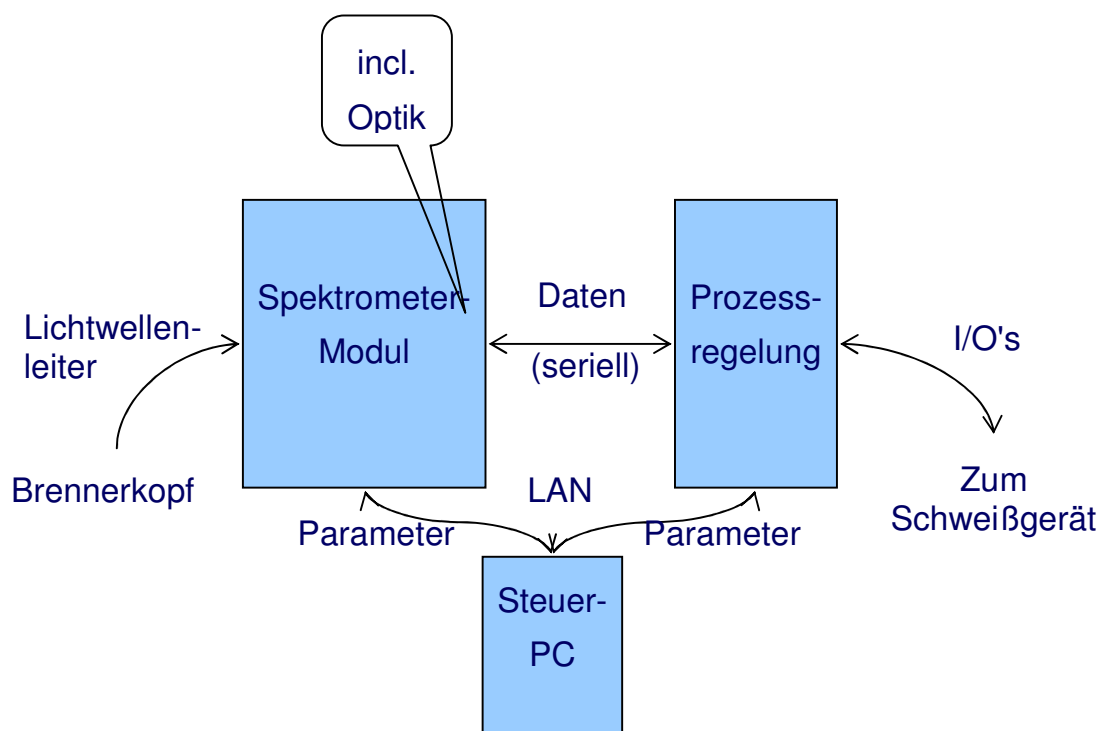 incl.
Optik
Spektrometer-
Modul
Daten
(seriell)
Prozess-
regelung
Lichtwellen-
leiter
I/O's
Brennerkopf
LAN
Zum
Schweißgerät
Parameter
Parameter
Steuer-
PC